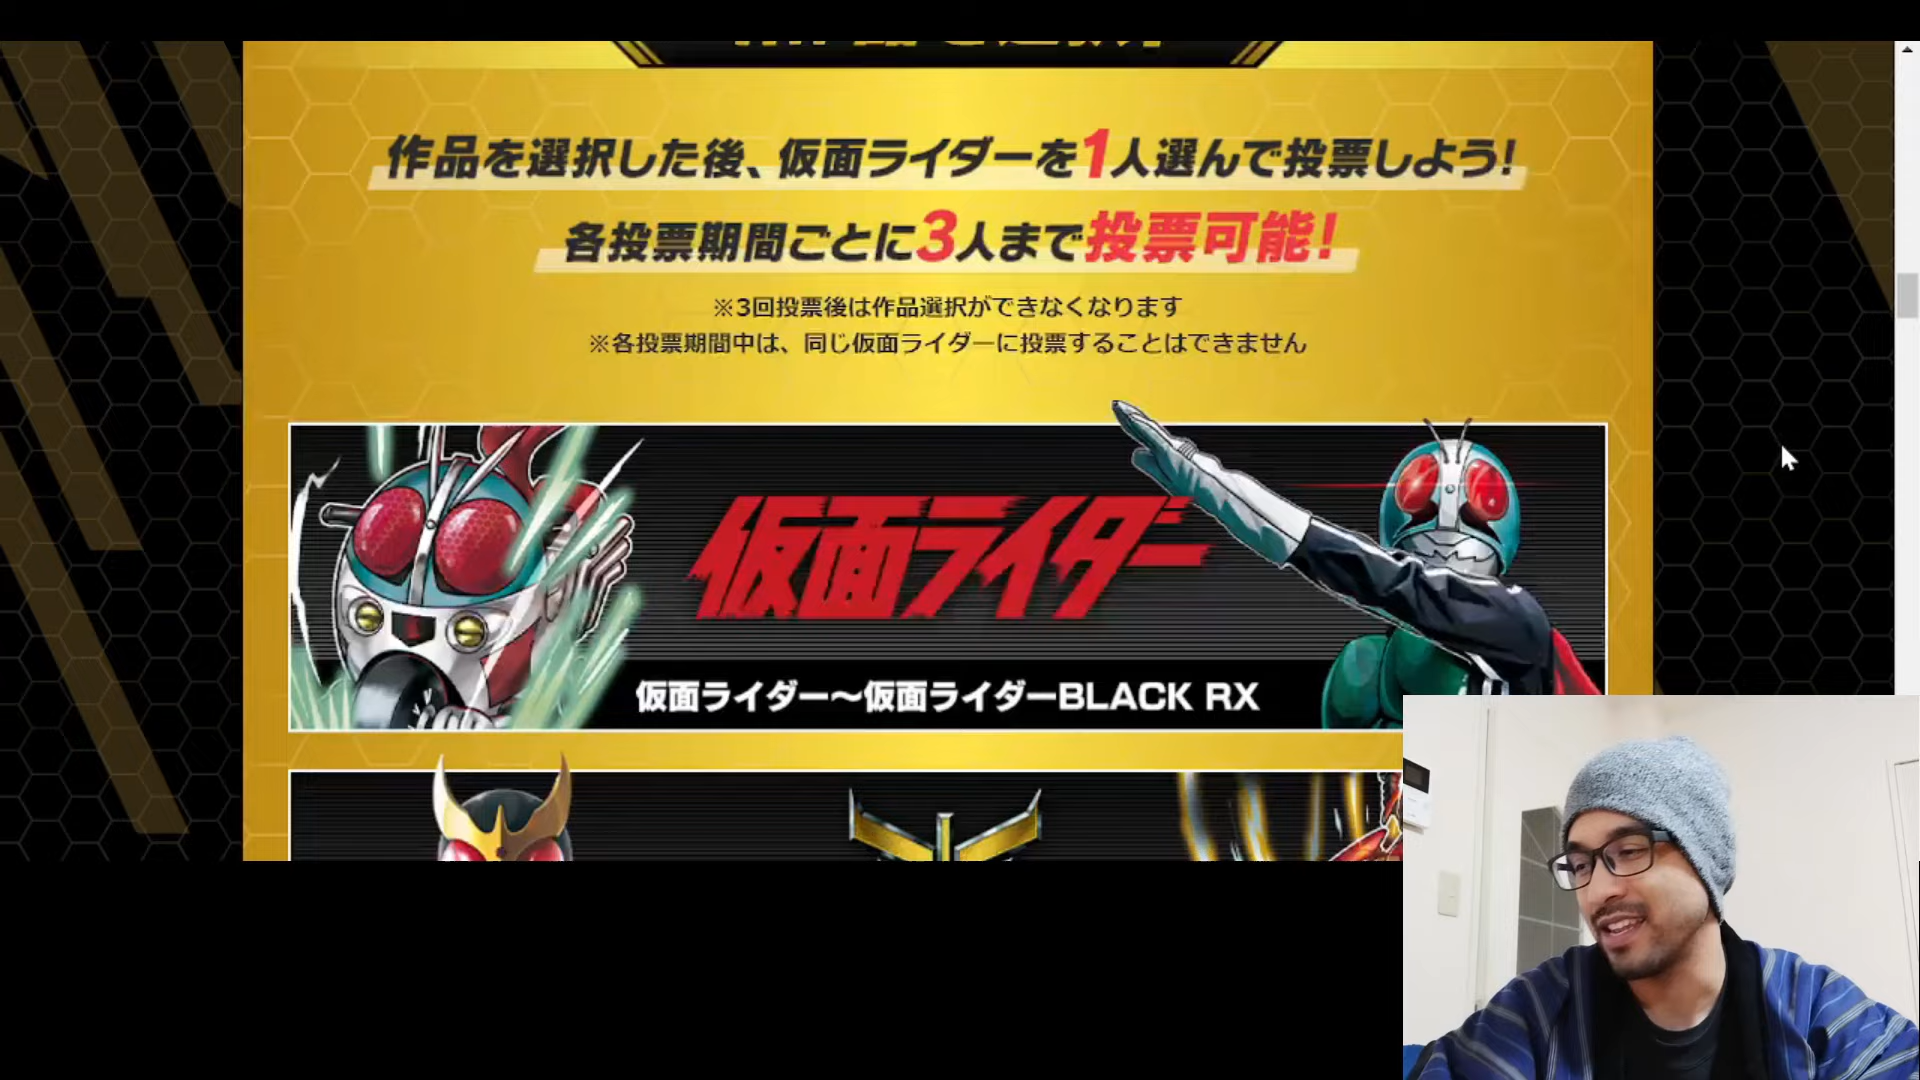 作品を選択した後、仮面ライダーを1人選んで投票しよう!
各投票期間ごとに3人まで投票可能!
※3回投票後は作品選択ができなくなります
※各投票期間中は、同じ仮面ライダーに投票することはできません
仮面ライダー
仮面ライダー〜仮面ライダーBLACK RX